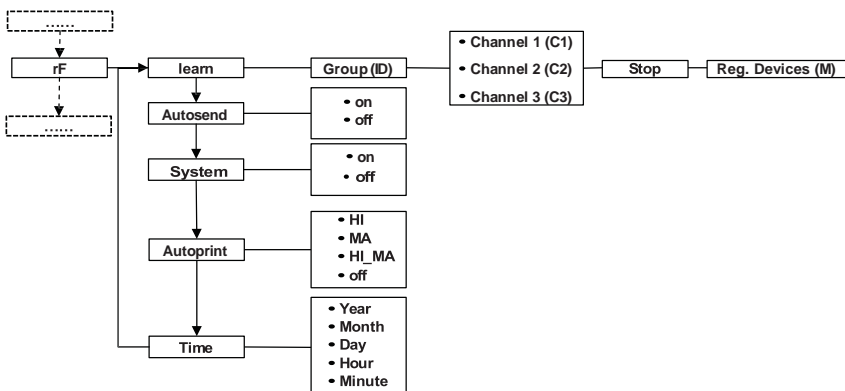 ......
rF
......
learn
Group (ID)
• Channel 1 (C1)
• Channel 2 (C2)
• Channel 3 (C3)
Stop
Reg. Devices (M)
Autosend
• on
• off
System
• on
• off
Autoprint
• HI
• MA
• HI_MA
• off
Time
• Year
• Month
• Day
• Hour
• Minute